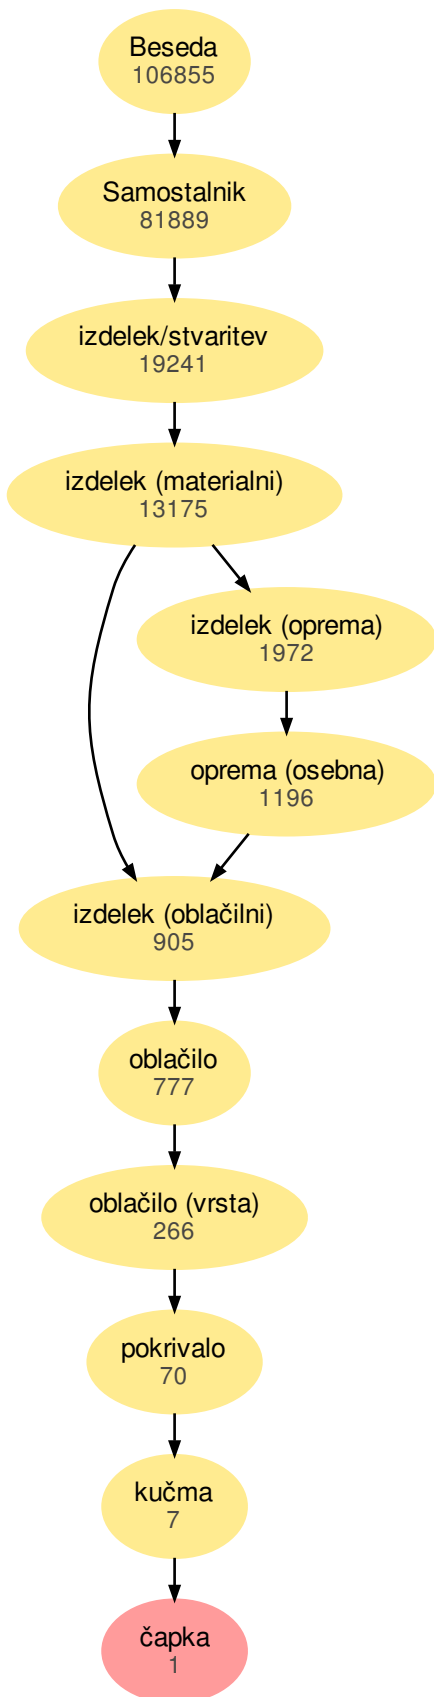 Beseda
106855
Samostalnik
81889
izdelek/stvaritev
19241
izdelek (materialni)
13175
izdelek (oprema)
1972
oprema (osebna)
1196
izdelek (oblačilni)
905
oblačilo
777
oblačilo (vrsta)
266
pokrivalo
70
kučma
7
čapka
1